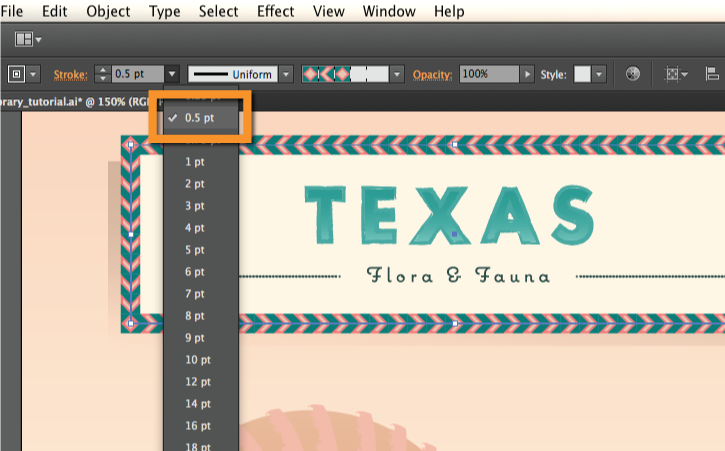 File Edit Object Type Select Effect View Window Help
Stroke: 0.5 pt Uniform Opacity: 100% Style:
brary_tutorial.ai* @ 150% (RG
0.5 pt
1 pt
2 pt
3 pt
4 pt
5 pt
6 pt
7 pt
8 pt
9 pt
10 pt
12 pt
14 pt
16 pt
18 pt
TEXAS
Flora & Fauna